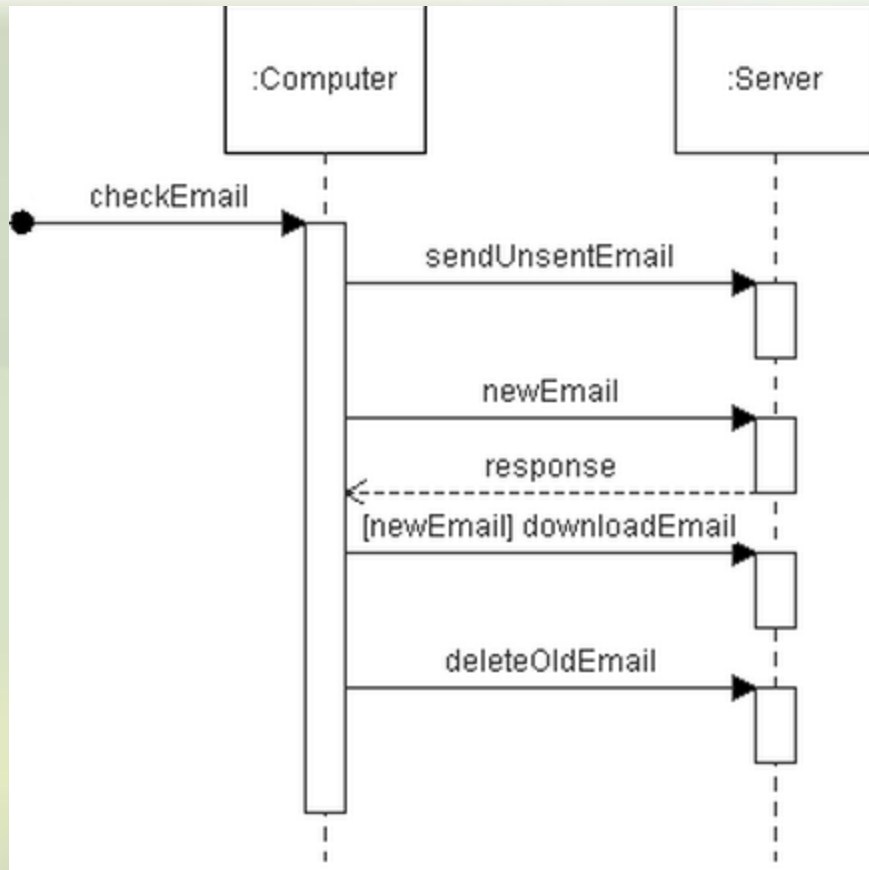 :Computer
:Server
checkEmail
sendUnsentEmail
newEmail
response
[newEmail] downloadEmail
deleteOldEmail